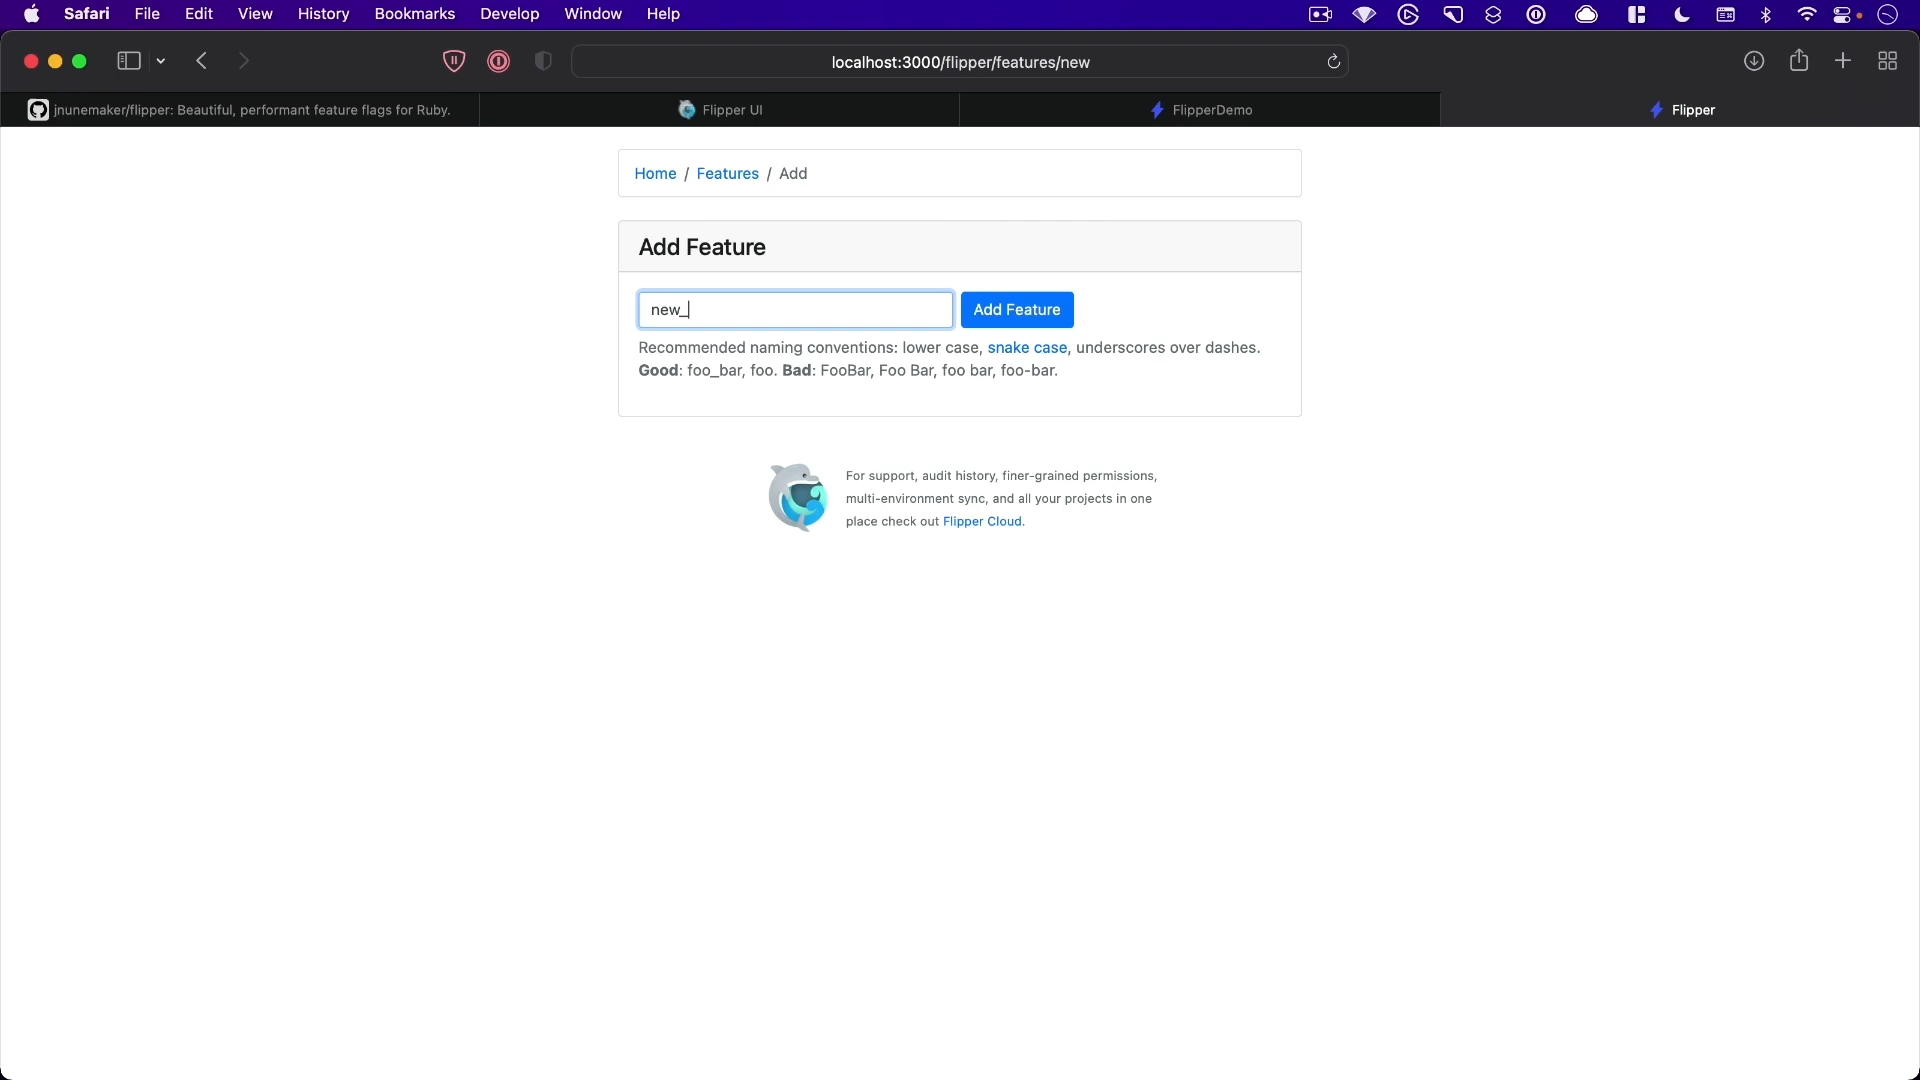 Safari File Edit View History Bookmarks Develop Window Help
localhost:3000/flipper/features/new
jnunemaker/flipper: Beautiful, performant feature flags for Ruby.
Flipper UI
FlipperDemo
Flipper
Home / Features / Add
Add Feature
new_
Add Feature
Recommended naming conventions: lower case, snake case, underscores over dashes.
Good: foo_bar, foo. Bad: FooBar, Foo Bar, foo bar, foo-bar.
For support, audit history, finer-grained permissions,
multi-environment sync, and all your projects in one
place check out Flipper Cloud.